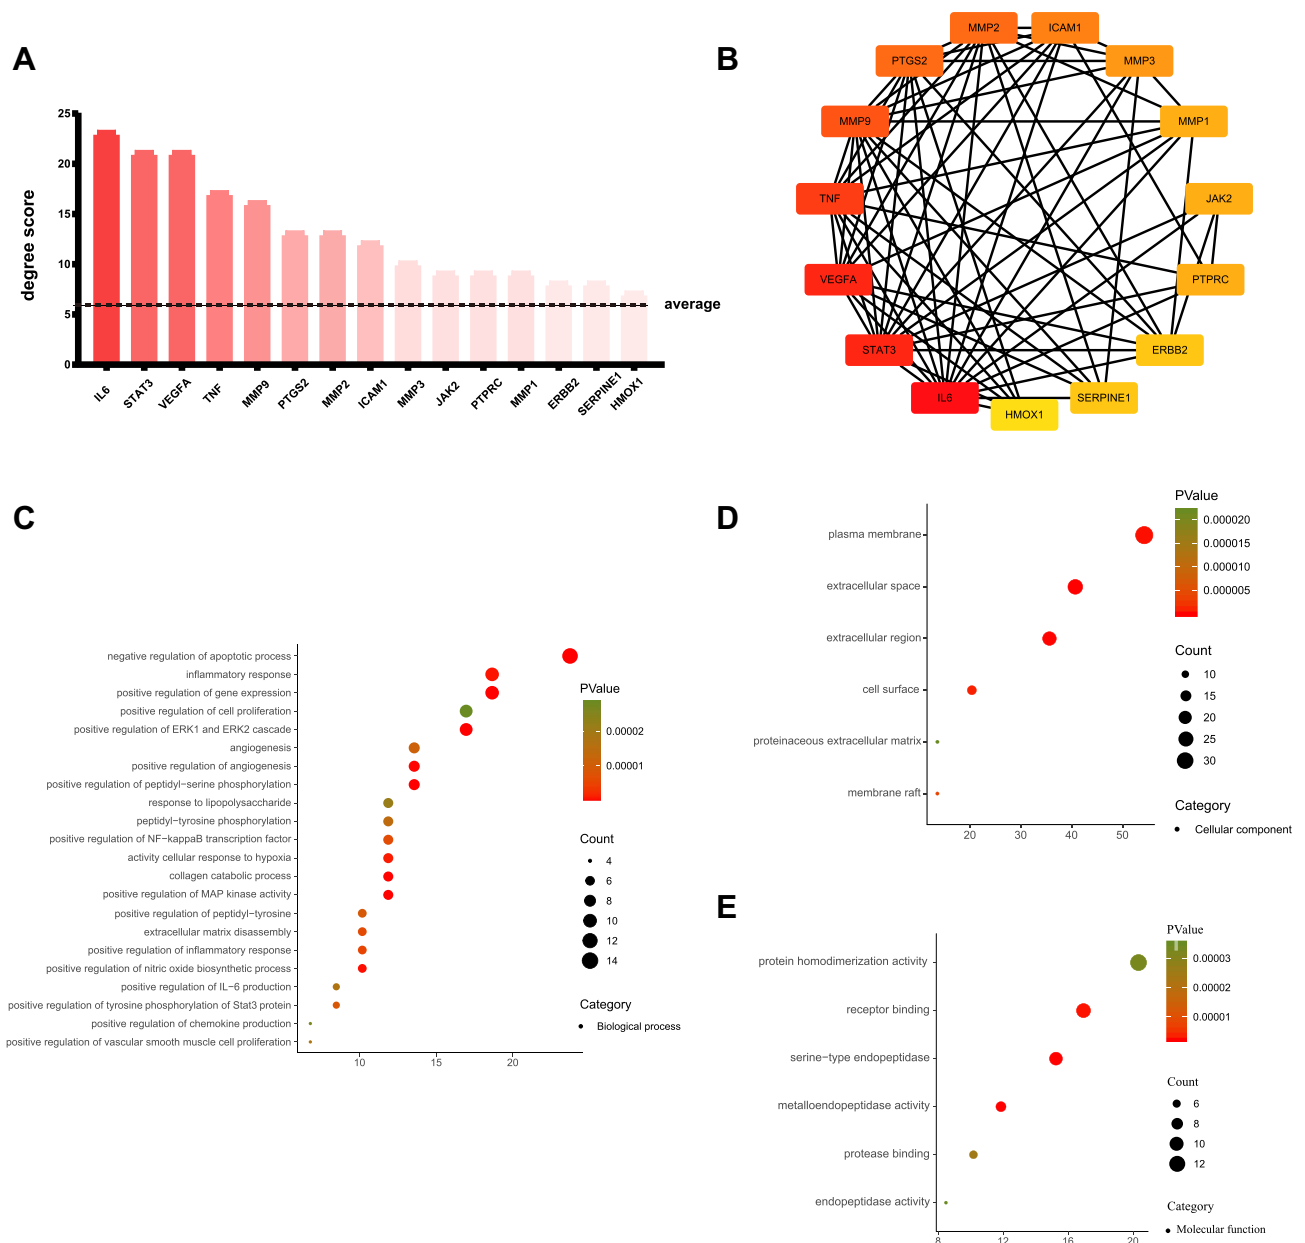 A
degree score
25
20
15
10
5
0
average
IL6
STAT3
VEGFA
TNF
MMP9
PTGS2
MMP2
ICAM1
MMP3
JAK2
PTPRC
MMP1
ERBB2
SERPINE1
HMOX1
B
MMP2
ICAM1
PTGS2
MMP3
MMP9
MMP1
TNF
JAK2
VEGFA
PTPRC
STAT3
ERBB2
IL6
SERPINE1
HMOX1
C
negative regulation of apoptotic process
inflammatory response
positive regulation of gene expression
positive regulation of cell proliferation
positive regulation of ERK1 and ERK2 cascade
angiogenesis
positive regulation of angiogenesis
positive regulation of peptidyl−serine phosphorylation
response to lipopolysaccharide
peptidyl−tyrosine phosphorylation
positive regulation of NF−kappaB transcription factor
activity cellular response to hypoxia
collagen catabolic process
positive regulation of MAP kinase activity
positive regulation of peptidyl−tyrosine
extracellular matrix disassembly
positive regulation of inflammatory response
positive regulation of nitric oxide biosynthetic process
positive regulation of IL−6 production
positive regulation of tyrosine phosphorylation of Stat3 protein
positive regulation of chemokine production
positive regulation of vascular smooth muscle cell proliferation
10
15
20
PValue
0.00002
0.00001
Count
4
6
8
10
12
14
Category
Biological process
D
plasma membrane
extracellular space
extracellular region
cell surface
proteinaceous extracellular matrix
membrane raft
20
30
40
50
PValue
0.000020
0.000015
0.000010
0.000005
Count
10
15
20
25
30
Category
Cellular component
E
protein homodimerization activity
receptor binding
serine−type endopeptidase
metalloendopeptidase activity
protease binding
endopeptidase activity
8
12
16
20
PValue
0.00003
0.00002
0.00001
Count
6
8
10
12
Category
Molecular function